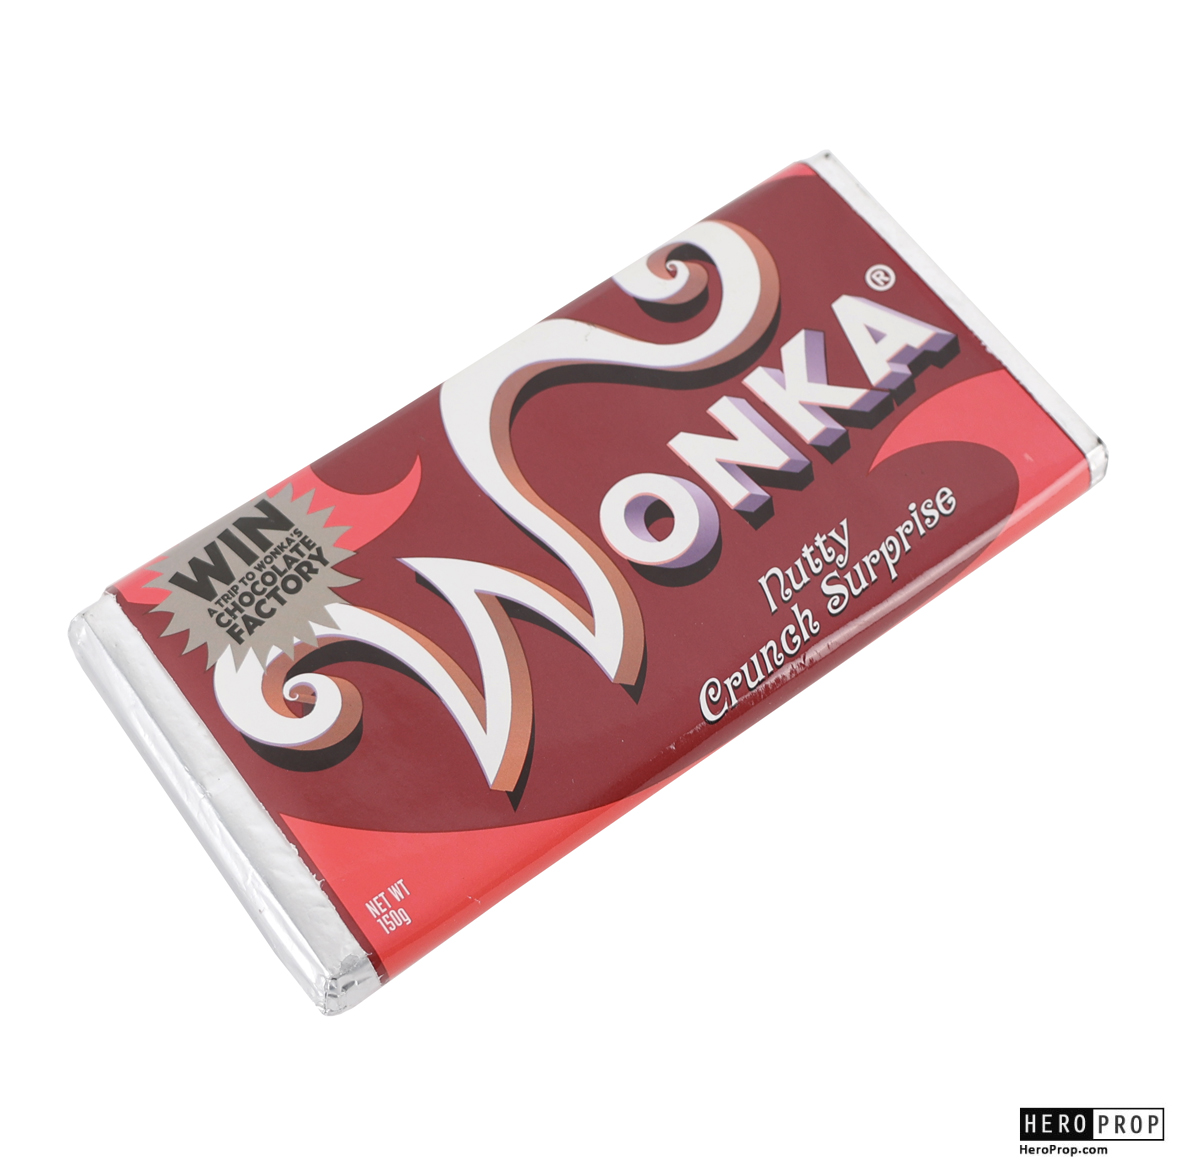 WONKA®
Nutty
Crunch Surprise
WIN
A TRIP TO WONKA'S
CHOCOLATE
FACTORY
NET WT
150g
HERO PROP
HeroProp.com